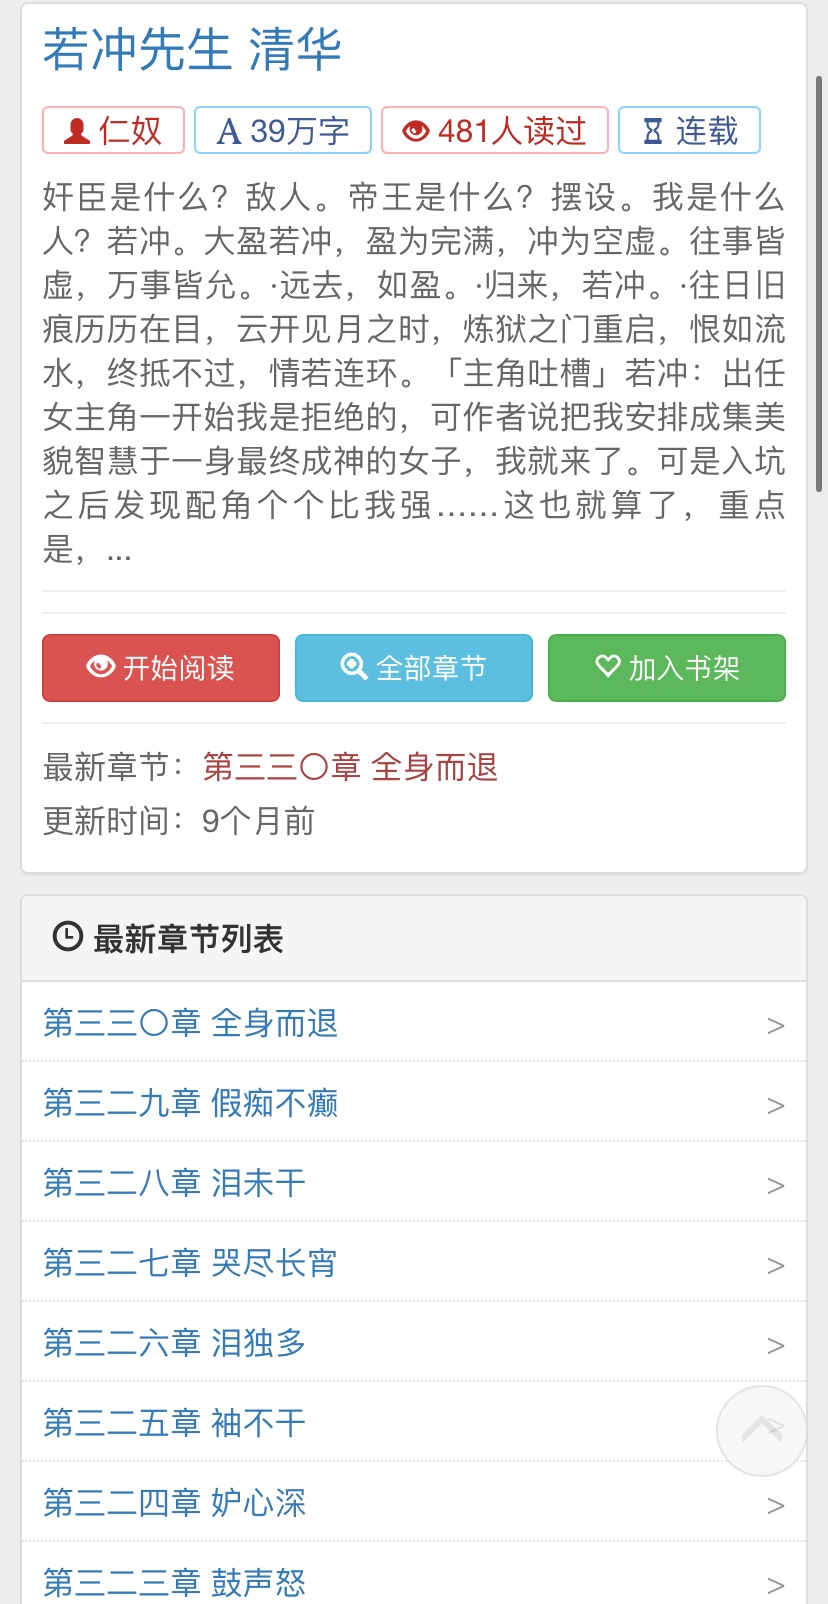 若冲先生 清华
仁奴 39万字 481人读过 连载
奸臣是什么？敌人。帝王是什么？摆设。我是什么
人？若冲。大盈若冲，盈为完满，冲为空虚。往事皆
虚，万事皆允。·远去，如盈。·归来，若冲。·往日旧
痕历历在目，云开见月之时，炼狱之门重启，恨如流
水，终抵不过，情若连环。「主角吐槽」若冲：出任
女主角一开始我是拒绝的，可作者说把我安排成集美
貌智慧于一身最终成神的女子，我就来了。可是入坑
之后发现配角个个比我强……这也就算了，重点
是，...
开始阅读 全部章节 加入书架
最新章节：第三三〇章 全身而退
更新时间：9个月前
最新章节列表
第三三〇章 全身而退 >
第三二九章 假痴不癫 >
第三二八章 泪未干 >
第三二七章 哭尽长宵 >
第三二六章 泪独多 >
第三二五章 袖不干 >
第三二四章 妒心深 >
第三二三章 鼓声怒 >